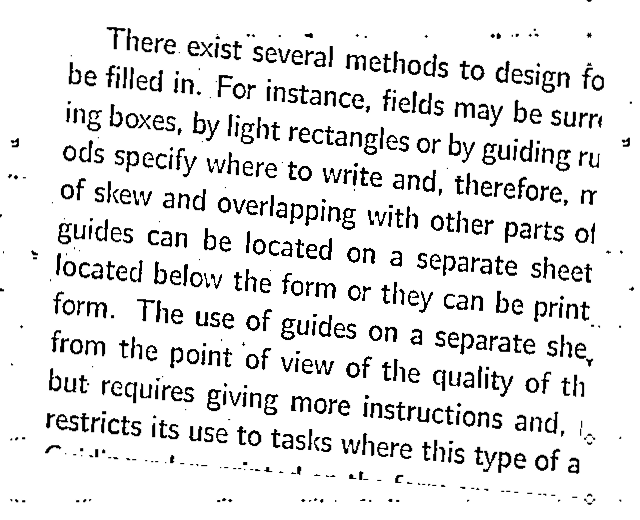 There exist several methods to design fo
be filled in. For instance, fields may be surr
ing boxes, by light rectangles or by guiding ru
ods specify where to write and, therefore, m
of skew and overlapping with other parts of
guides can be located on a separate sheet
located below the form or they can be print
form. The use of guides on a separate she
from the point of view of the quality of th
but requires giving more instructions and,
restricts its use to tasks where this type of a